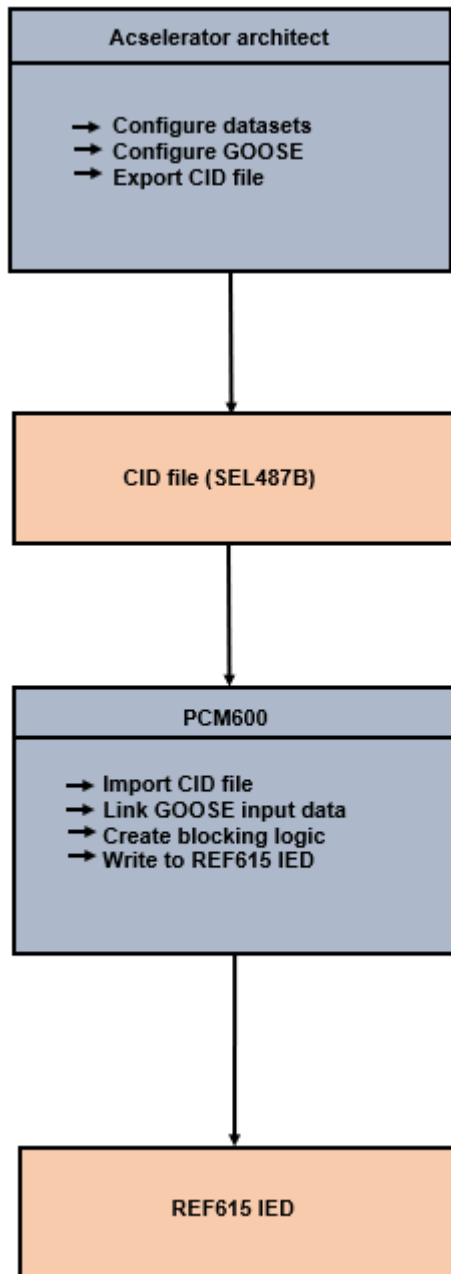 Acselerator architect
Configure datasets
Configure GOOSE
Export CID file
CID file (SEL487B)
PCM600
Import CID file
Link GOOSE input data
Create blocking logic
Write to REF615 IED
REF615 IED